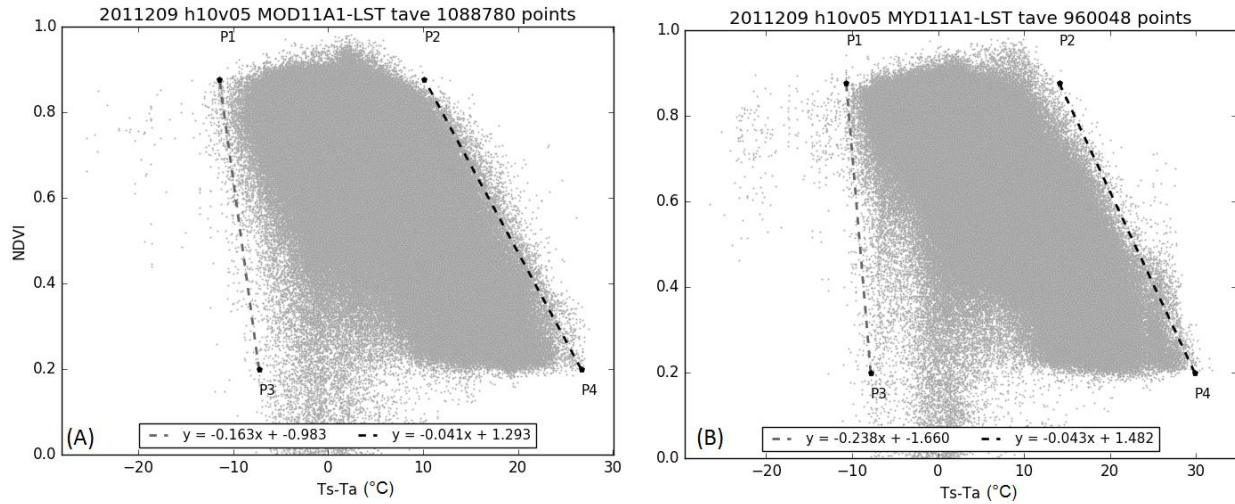 2011209 h10v05 MOD11A1-LST tave 1088780 points
P1 P2
1.0
0.8
0.6
0.4
0.2
0.0
NDVI
P3 P4
(A)
y = -0.163x + -0.983 y = -0.041x + 1.293
−20 −10 0 10 20 30
Ts-Ta (°C)
2011209 h10v05 MYD11A1-LST tave 960048 points
P1 P2
1.0
0.8
0.6
0.4
0.2
0.0
P3 P4
(B)
y = -0.238x + -1.660 y = -0.043x + 1.482
−20 −10 0 10 20 30
Ts-Ta (°C)